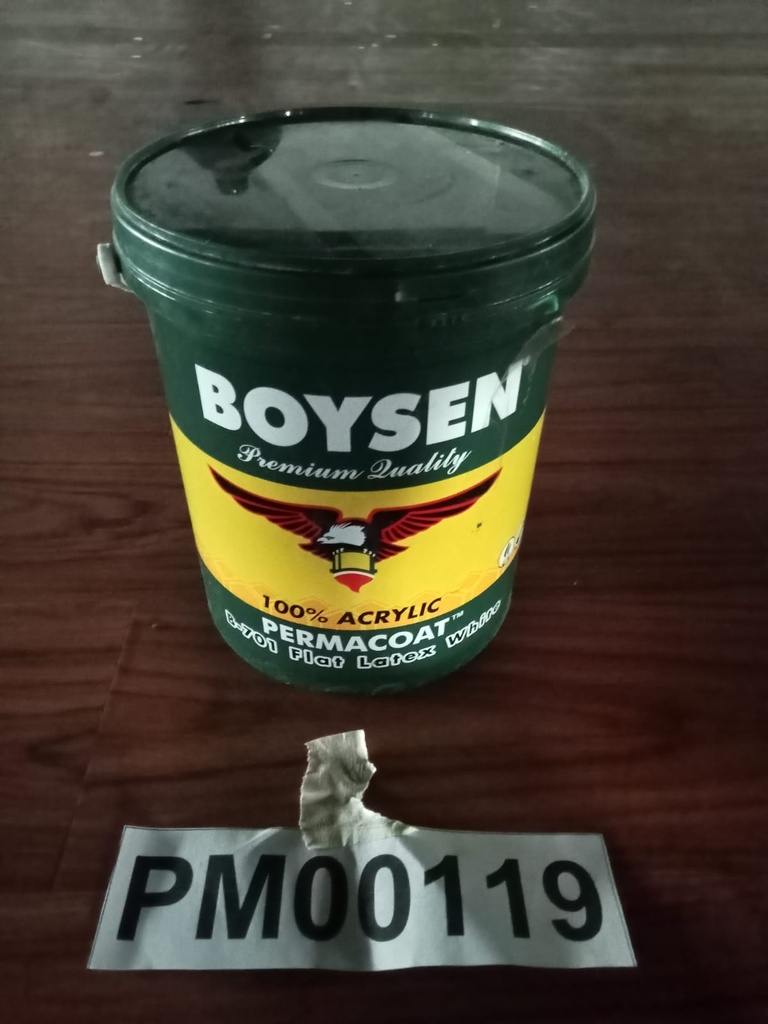 BOYSEN
Premium Quality
100% ACRYLIC
PERMACOAT™
B-701 Flat Latex White
PM00119